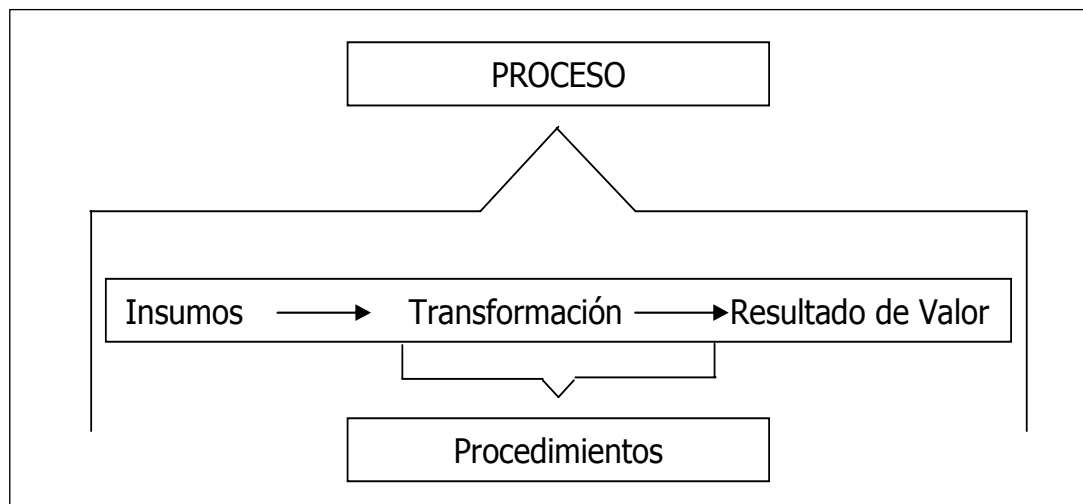 PROCESO
Insumos Transformación Resultado de Valor
Procedimientos